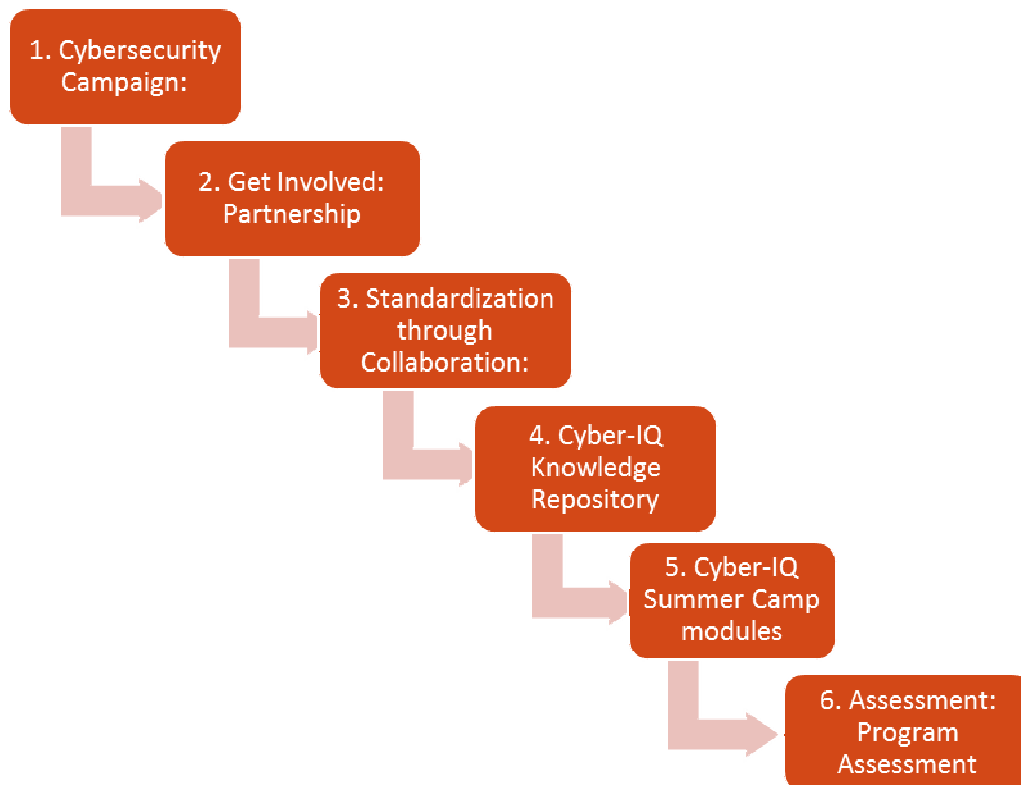 1. Cybersecurity
Campaign:
2. Get Involved:
Partnership
3. Standardization
through
Collaboration:
4. Cyber-IQ
Knowledge
Repository
5. Cyber-IQ
Summer Camp
modules
6. Assessment:
Program
Assessment